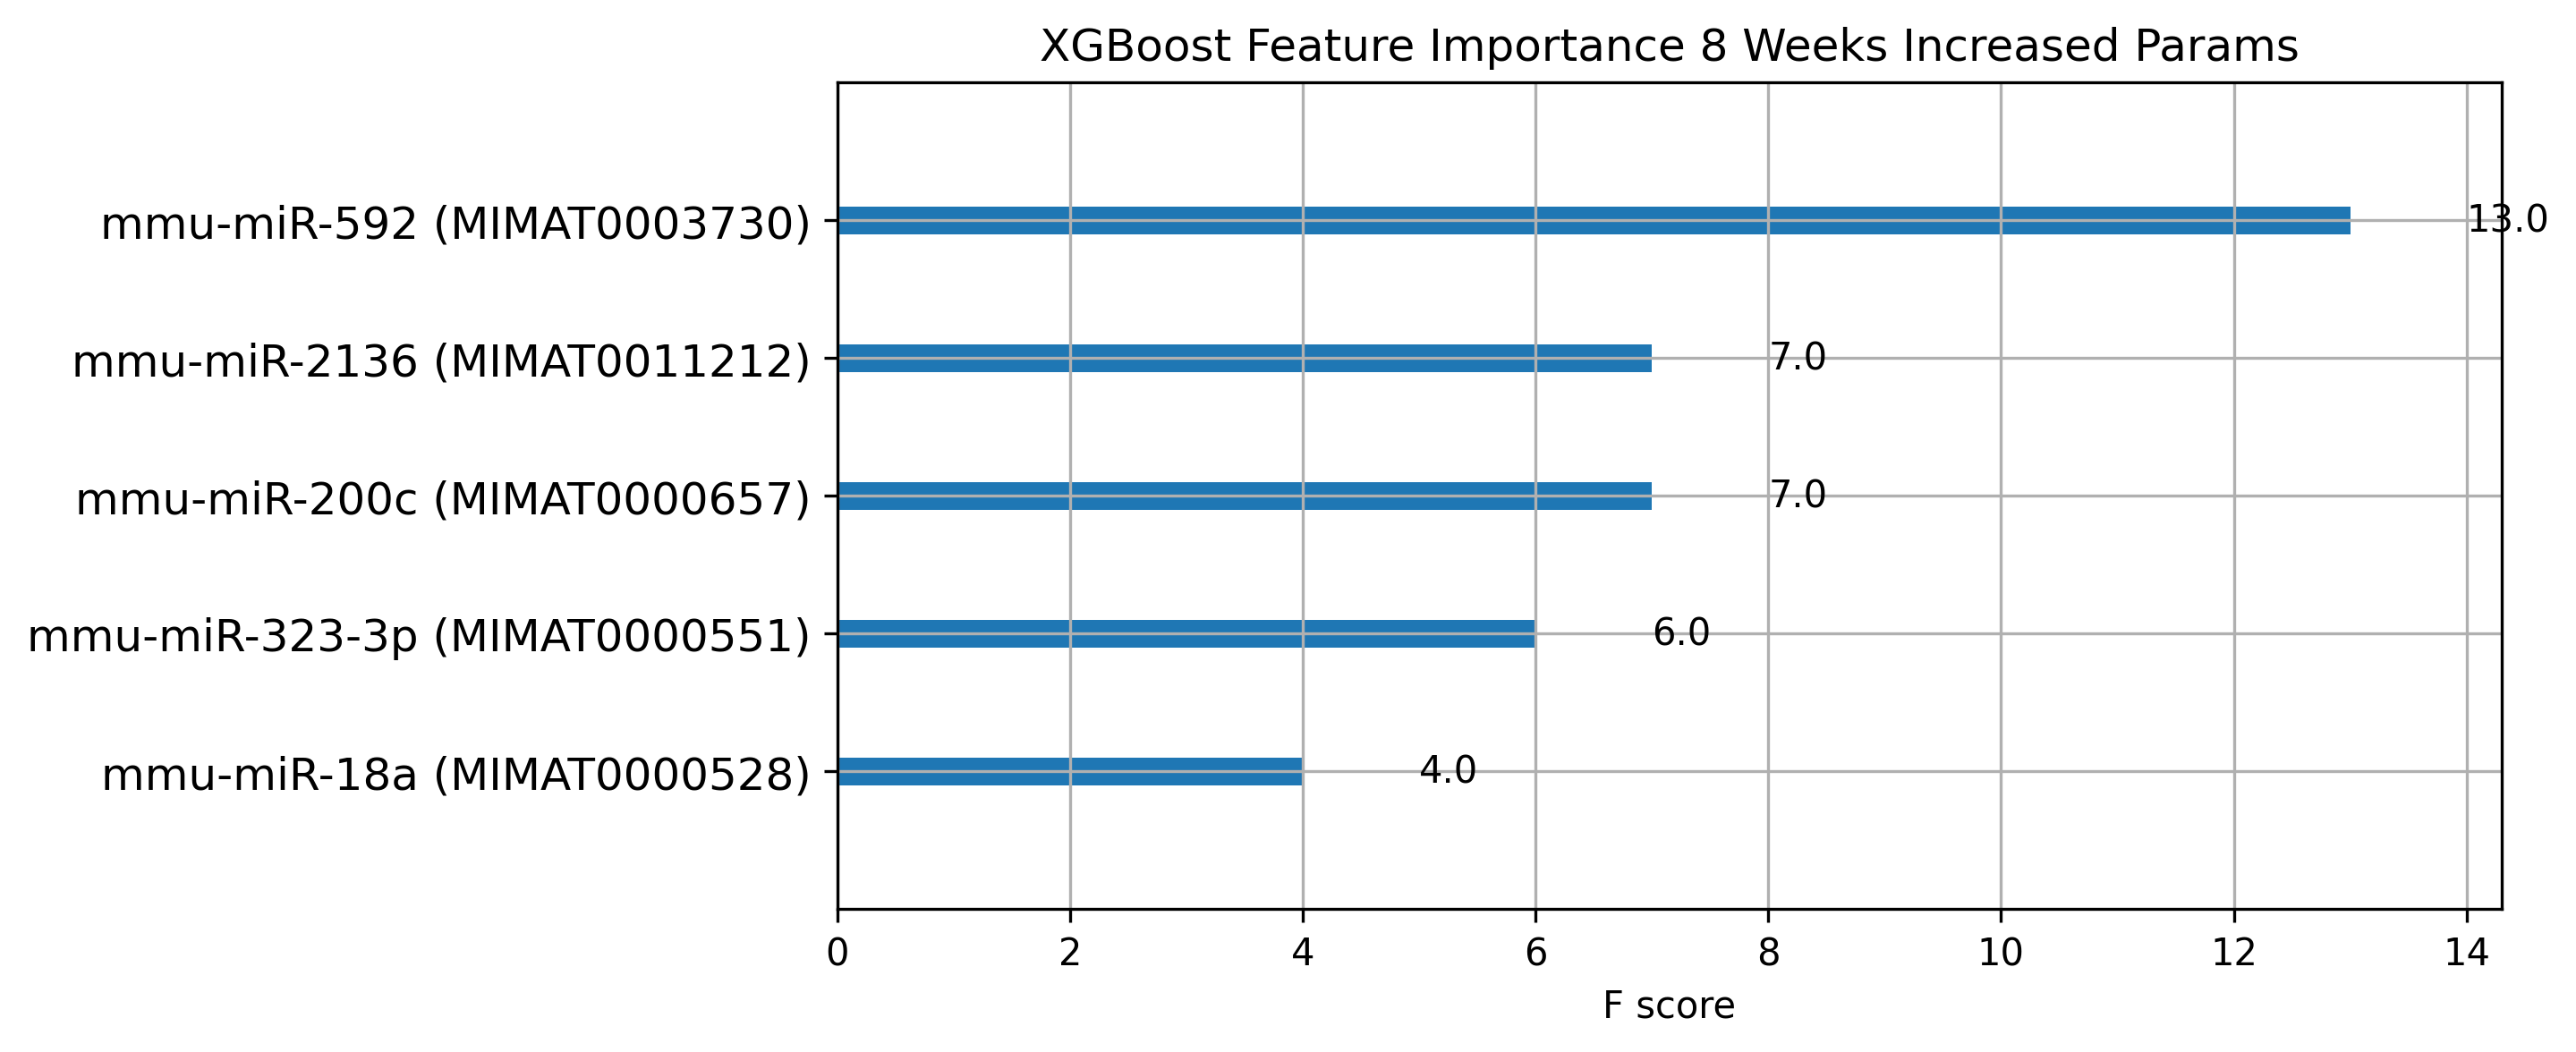 XGBoost Feature Importance 8 Weeks Increased Params
mmu-miR-592 (MIMAT0003730)
13.0
mmu-miR-2136 (MIMAT0011212)
7.0
mmu-miR-200c (MIMAT0000657)
7.0
mmu-miR-323-3p (MIMAT0000551)
6.0
mmu-miR-18a (MIMAT0000528)
4.0
0 2 4 6 8 10 12 14
F score